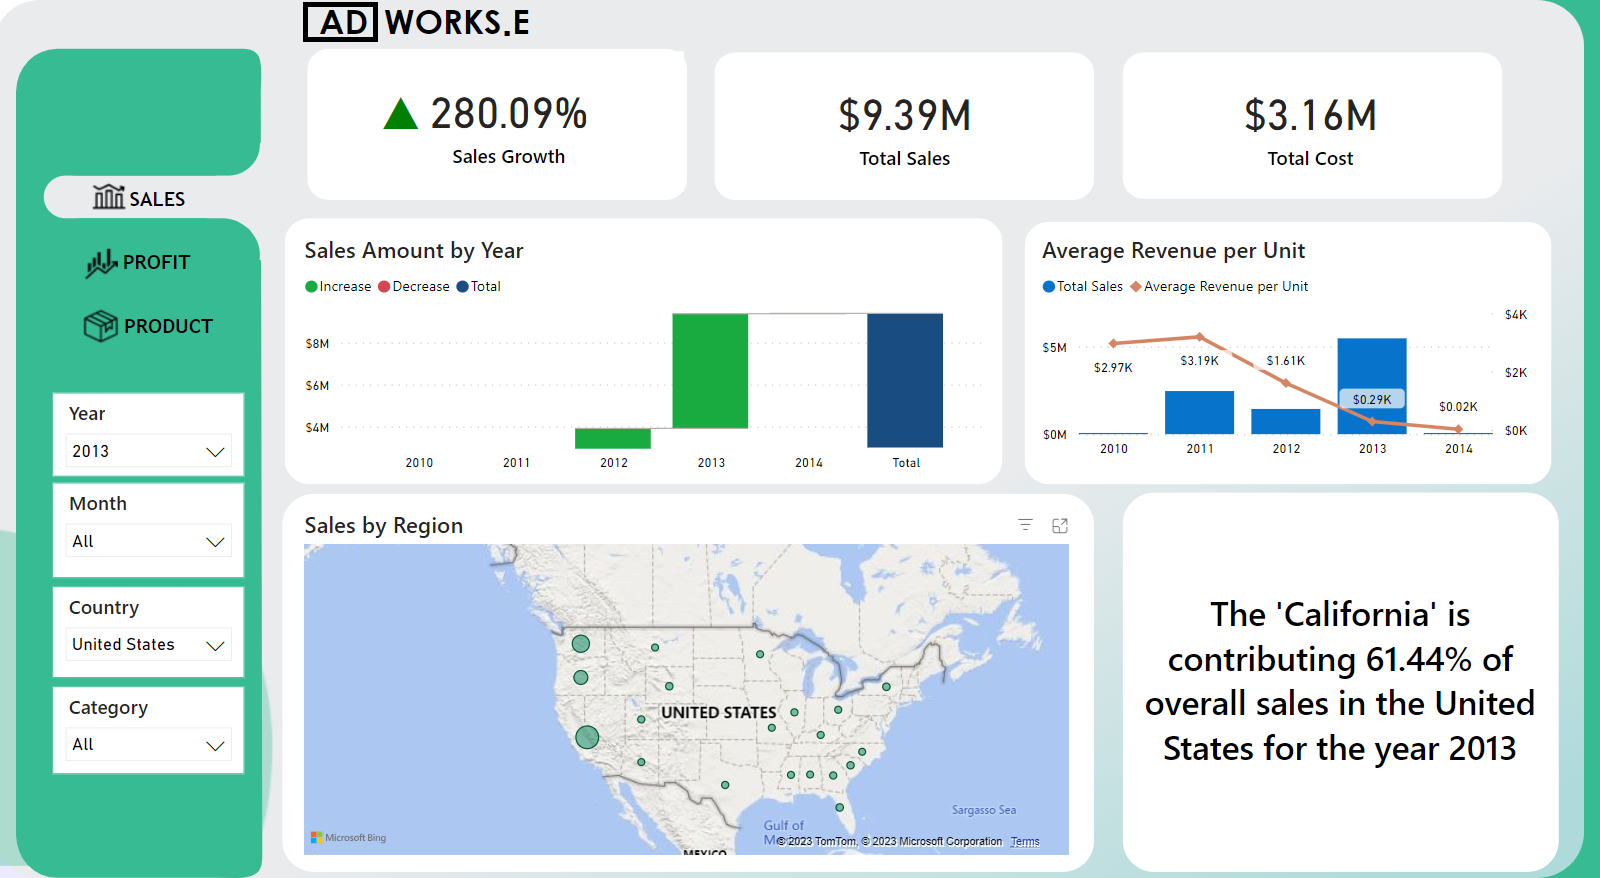 AD WORKS.E
280.09%
Sales Growth
$9.39M
Total Sales
$3.16M
Total Cost
SALES
PROFIT
PRODUCT
Year
2013
Month
All
Country
United States
Category
All
Sales Amount by Year
Increase Decrease Total
$8M
$6M
$4M
2010 2011 2012 2013 2014 Total
Average Revenue per Unit
Total Sales Average Revenue per Unit
$5M
$0M
$4K
$2K
$0K
$2.97K
$3.19K
$1.61K
$0.29K
$0.02K
2010 2011 2012 2013 2014
Sales by Region
UNITED STATES
Sargasso Sea
Gulf of
MEXICO
Microsoft Bing
© 2023 TomTom, © 2023 Microsoft Corporation Terms
The 'California' is
contributing 61.44% of
overall sales in the United
States for the year 2013